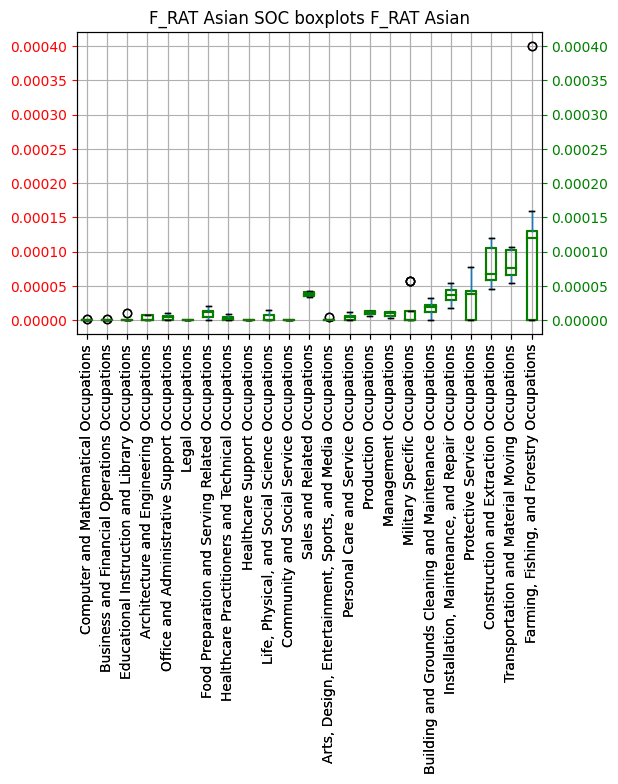 F_RAT Asian SOC boxplots F_RAT Asian
0.00040
0.00035
0.00030
0.00025
0.00020
0.00015
0.00010
0.00005
0.00000
0.00040
0.00035
0.00030
0.00025
0.00020
0.00015
0.00010
0.00005
0.00000
Computer and Mathematical Occupations
Business and Financial Operations Occupations
Educational Instruction and Library Occupations
Architecture and Engineering Occupations
Office and Administrative Support Occupations
Legal Occupations
Food Preparation and Serving Related Occupations
Healthcare Practitioners and Technical Occupations
Healthcare Support Occupations
Life, Physical, and Social Science Occupations
Community and Social Service Occupations
Sales and Related Occupations
Arts, Design, Entertainment, Sports, and Media Occupations
Personal Care and Service Occupations
Production Occupations
Management Occupations
Military Specific Occupations
Building and Grounds Cleaning and Maintenance Occupations
Installation, Maintenance, and Repair Occupations
Protective Service Occupations
Construction and Extraction Occupations
Transportation and Material Moving Occupations
Farming, Fishing, and Forestry Occupations